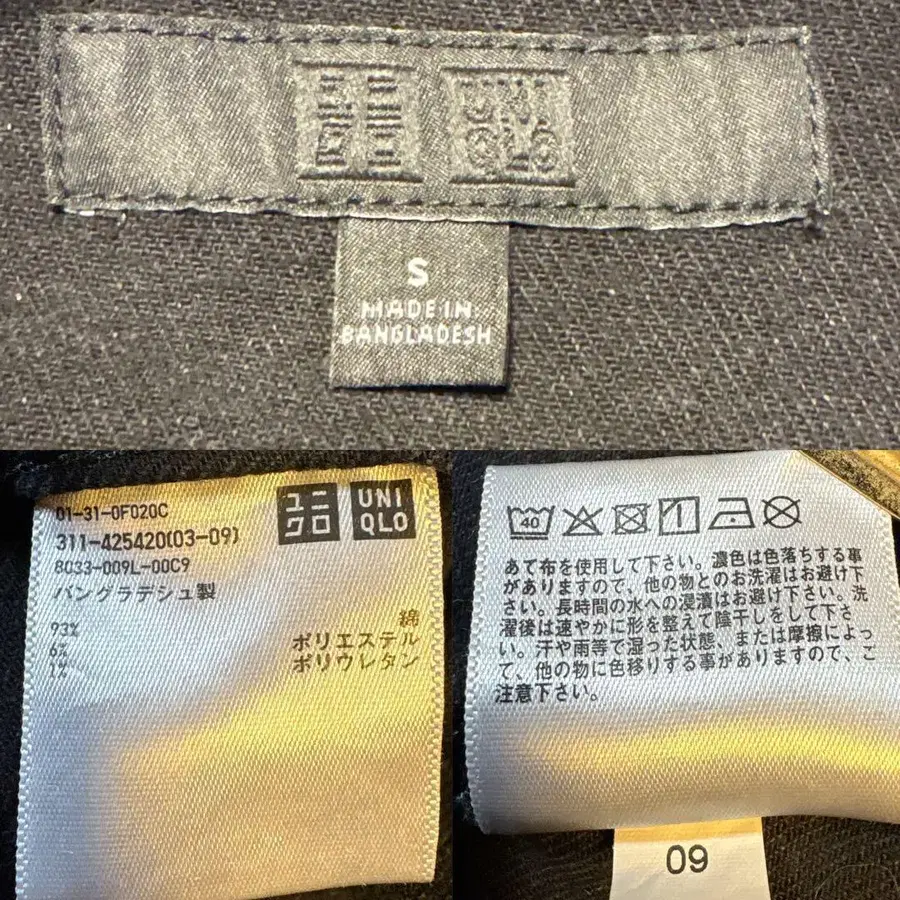 ユニ
クロ
UNI
QLO
S
MADE IN
BANGLADESH
01-31-0F020C
311-425420(03-09)
8033-009L-00C9
バングラデシュ製
ユニ
クロ
UNI
QLO
93%
綿
6%
ポリエステル
1%
ポリウレタン
40
あて布を使用して下さい。濃色は色落ちする事
がありますので、他の物とのお洗濯はお避け下
さい。長時間の水への浸漬はお避け下さい。洗
濯後は速やかに形を整えて陰干しをして下さ
い。汗や雨等で湿った状態、または摩擦によっ
て、他の物に色移りする事がありますので、ご
注意下さい。
09